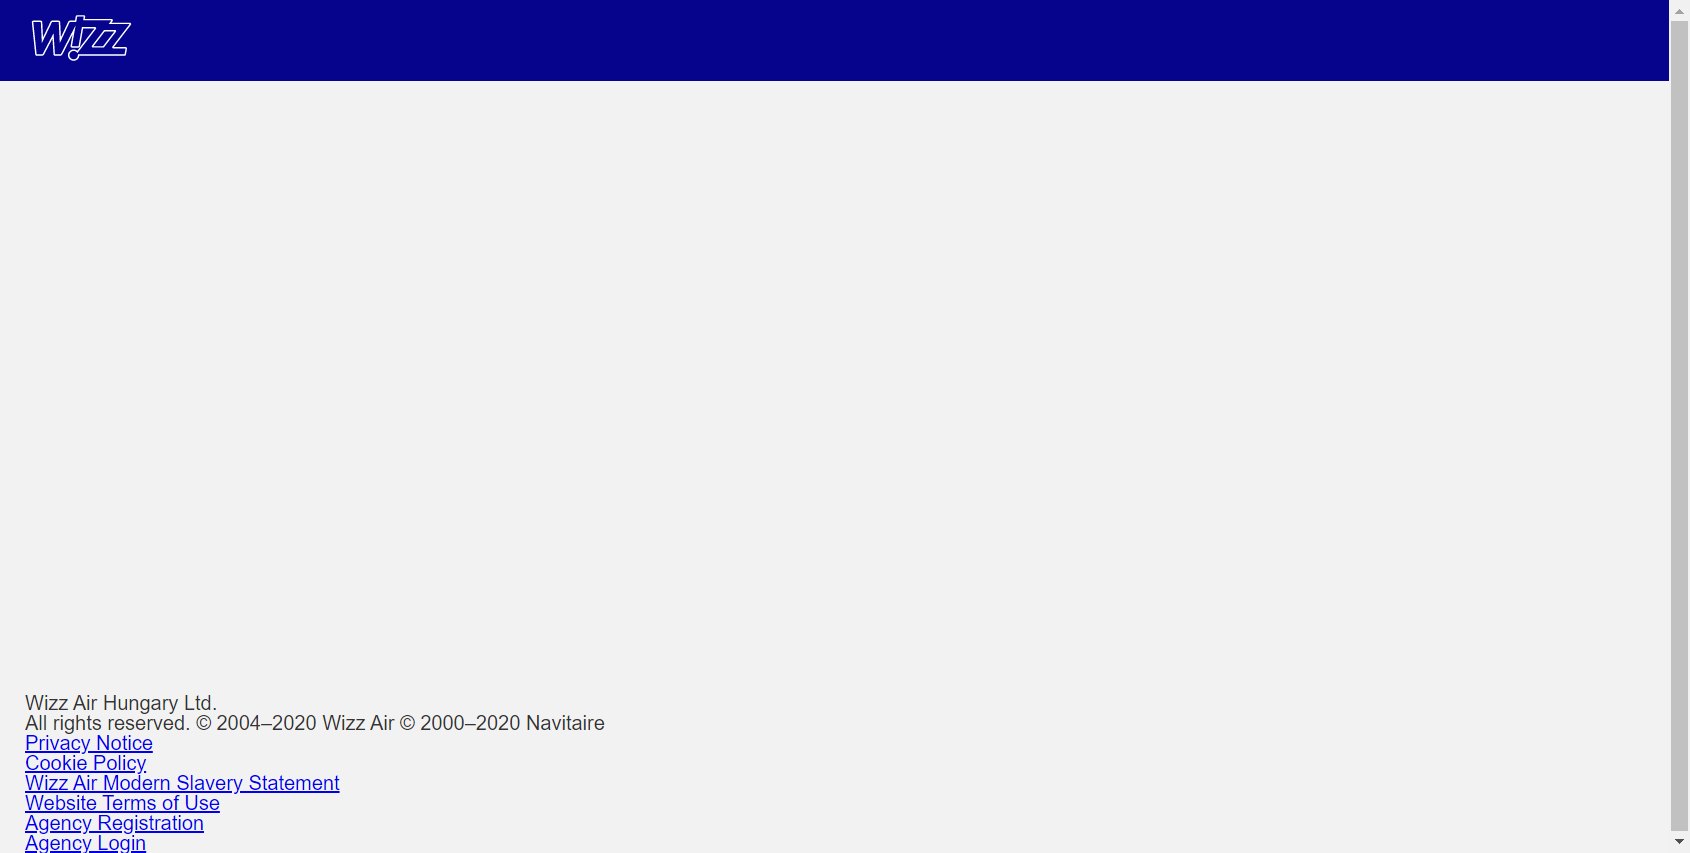 Wizz
Wizz Air Hungary Ltd.
All rights reserved. © 2004–2020 Wizz Air © 2000–2020 Navitaire
Privacy Notice
Cookie Policy
Wizz Air Modern Slavery Statement
Website Terms of Use
Agency Registration
Agency Login